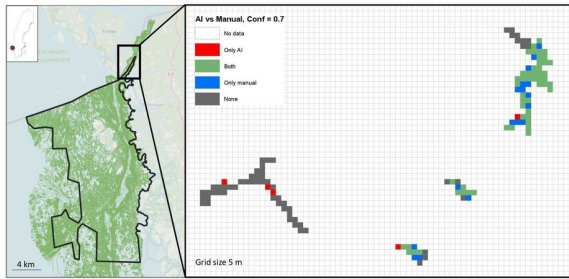 AI vs Manual, Conf = 0.7
No data
Only AI
Both
Only manual
None
4 km
Grid size 5 m